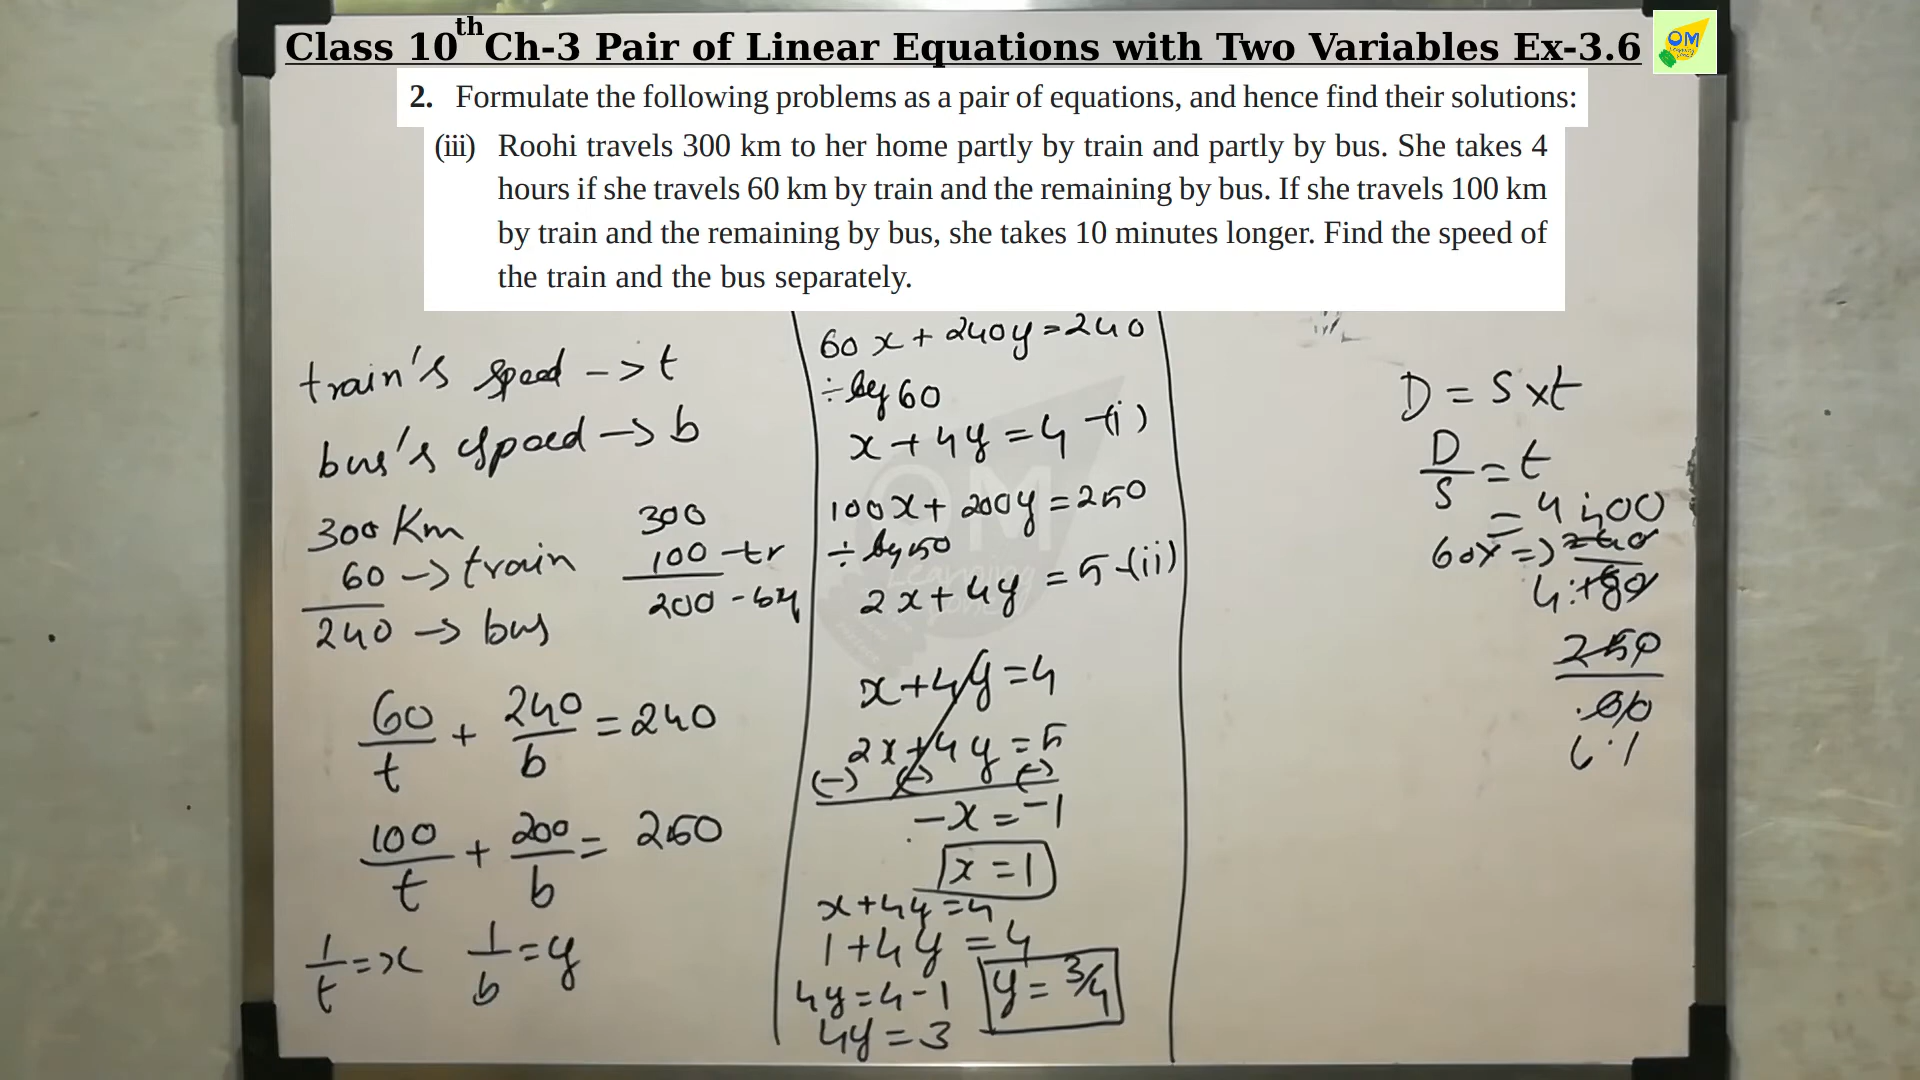 Class 10th Ch-3 Pair of Linear Equations with Two Variables Ex-3.6
OM
2. Formulate the following problems as a pair of equations, and hence find their solutions:
(iii) Roohi travels 300 km to her home partly by train and partly by bus. She takes 4
hours if she travels 60 km by train and the remaining by bus. If she travels 100 km
by train and the remaining by bus, she takes 10 minutes longer. Find the speed of
the train and the bus separately.
train's speed -> t
bus's speed -> b
300 Km
60 -> train
240 -> bus
300
100 - tr
200 - by
60/t + 240/b = 240
100/t + 200/b = 250
1/t = x 1/b = y
60x + 240y = 240
÷ by 60
x + 4y = 4 -(i)
100x + 200y = 250
÷ by 50
2x + 4y = 5 -(ii)
x + 4y = 4
2x + 4y = 5
(-) (-) (-)
-x = -1
x = 1
x + 4y = 4
1 + 4y = 4
4y = 4 - 1
4y = 3
y = 3/4
D = S x t
D/S = t
= 4:00
60x => 240
250
OM
Learning